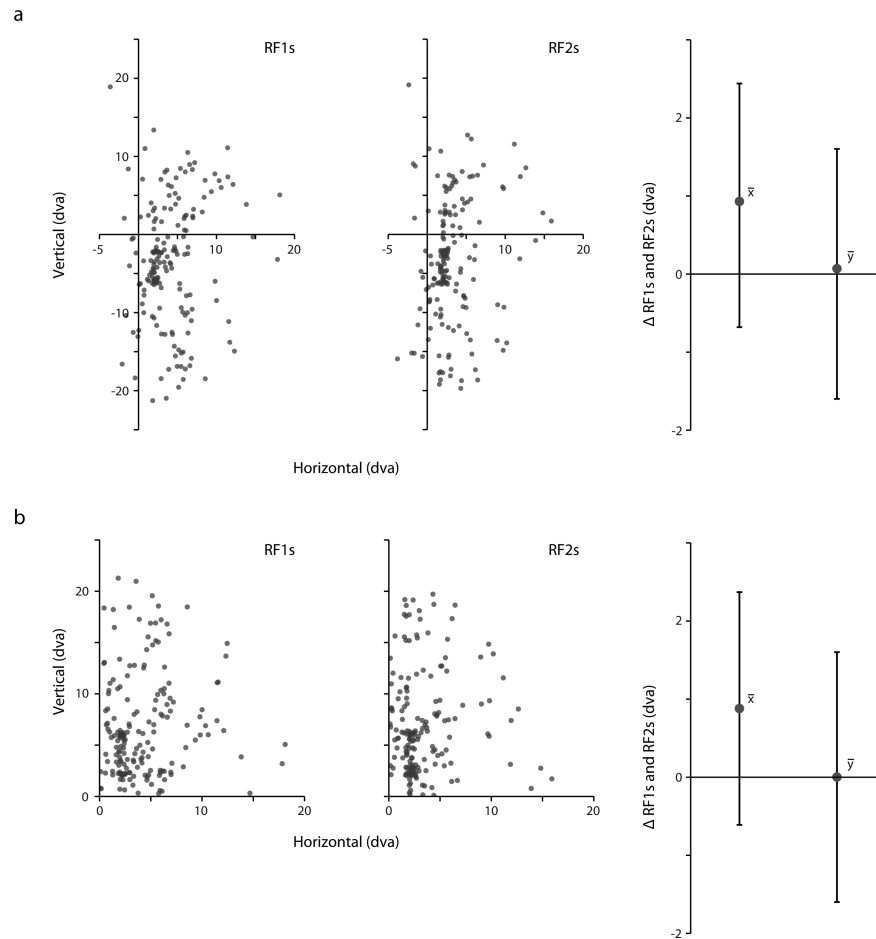 a
RF1s
RF2s
20
10
-5
10
20
-10
-20
Vertical (dva)
-5
10
20
Horizontal (dva)
2
0
-2
Δ RF1s and RF2s (dva)
x̅
y̅
b
RF1s
RF2s
20
10
0
0
10
20
Vertical (dva)
0
10
20
Horizontal (dva)
2
0
-2
Δ RF1s and RF2s (dva)
x̅
y̅